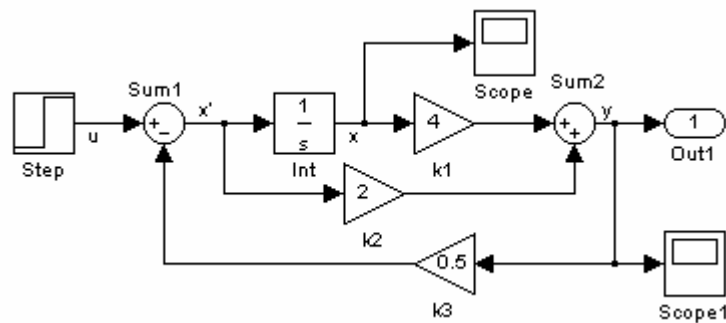 Sum1
Sum2
Scope
Step
u
+
−
x'
1
s
Int
x
4
k1
+
+
y
1
Out1
2
k2
0.5
k3
Scope1